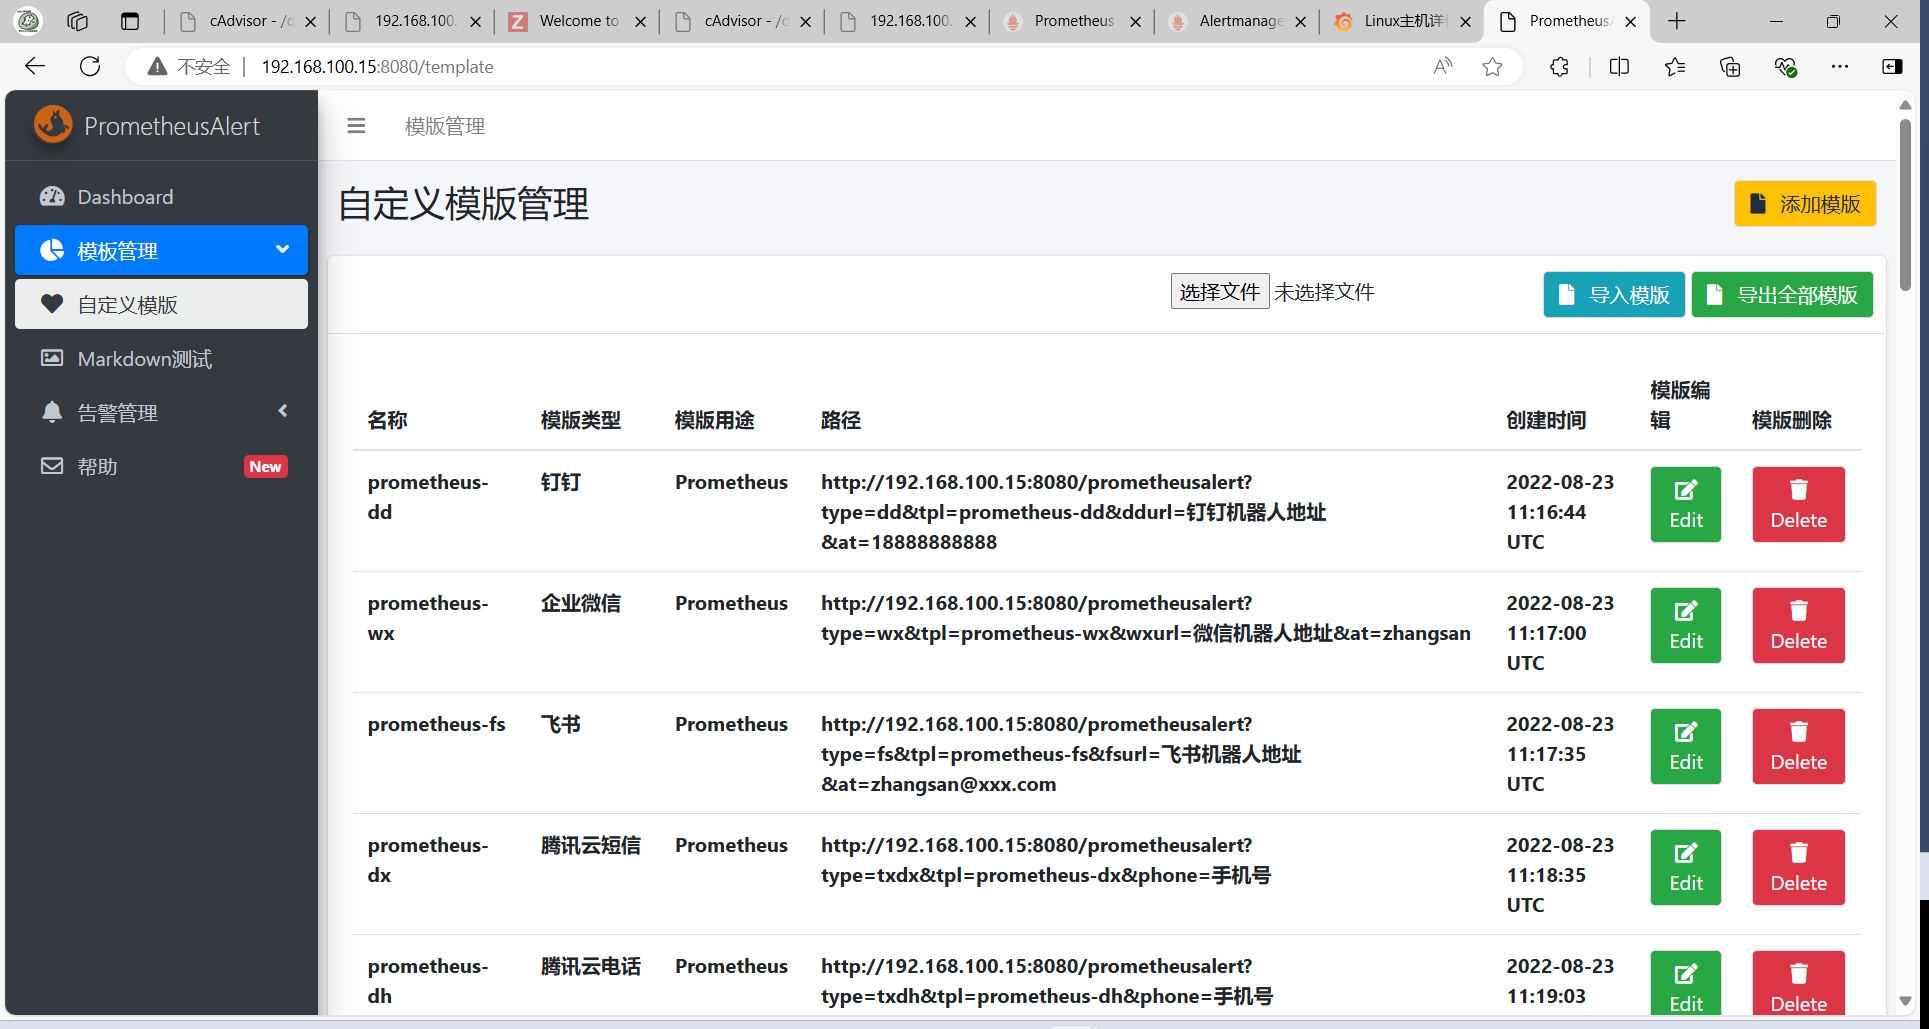 cAdvisor - /d
192.168.100.
Welcome to
cAdvisor - /d
192.168.100.
Prometheus
Alertmanage
Linux主机详情
PrometheusA
不安全
192.168.100.15:8080/template
PrometheusAlert
模版管理
Dashboard
模板管理
自定义模版
Markdown测试
告警管理
帮助
New
自定义模版管理
添加模版
选择文件 未选择文件
导入模版
导出全部模版
名称 模版类型 模版用途 路径 创建时间 模版编辑 模版删除
prometheus-dd 钉钉 Prometheus http://192.168.100.15:8080/prometheusalert?
type=dd&tpl=prometheus-dd&ddurl=钉钉机器人地址
&at=18888888888
2022-08-23
11:16:44
UTC
Edit
Delete
prometheus-wx 企业微信 Prometheus http://192.168.100.15:8080/prometheusalert?
type=wx&tpl=prometheus-wx&wxurl=微信机器人地址&at=zhangsan
2022-08-23
11:17:00
UTC
Edit
Delete
prometheus-fs 飞书 Prometheus http://192.168.100.15:8080/prometheusalert?
type=fs&tpl=prometheus-fs&fsurl=飞书机器人地址
&at=zhangsan@xxx.com
2022-08-23
11:17:35
UTC
Edit
Delete
prometheus-dx 腾讯云短信 Prometheus http://192.168.100.15:8080/prometheusalert?
type=txdx&tpl=prometheus-dx&phone=手机号
2022-08-23
11:18:35
UTC
Edit
Delete
prometheus-dh 腾讯云电话 Prometheus http://192.168.100.15:8080/prometheusalert?
type=txdh&tpl=prometheus-dh&phone=手机号
2022-08-23
11:19:03
Edit
Delete